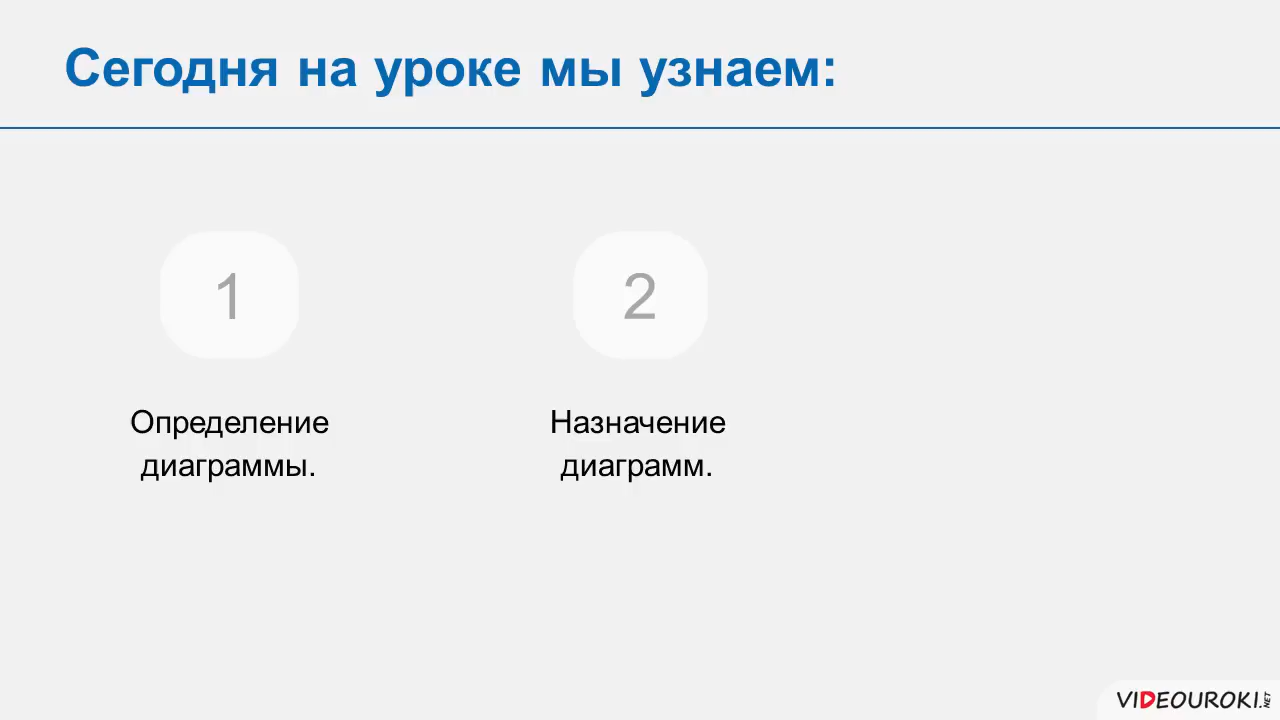 Сегодня на уроке мы узнаем:
1
2
Определение
диаграммы.
Назначение
диаграмм.
VIDEOUROKI.NET